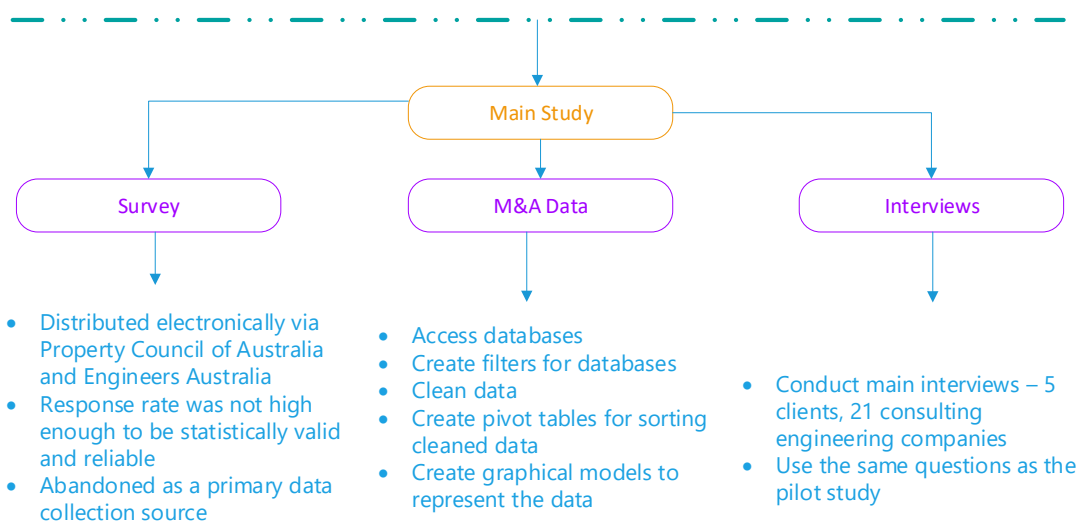 Main Study
Survey
M&A Data
Interviews
• Distributed electronically via
Property Council of Australia
and Engineers Australia
• Response rate was not high
enough to be statistically valid
and reliable
• Abandoned as a primary data
collection source
• Access databases
• Create filters for databases
• Clean data
• Create pivot tables for sorting
cleaned data
• Create graphical models to
represent the data
• Conduct main interviews – 5
clients, 21 consulting
engineering companies
• Use the same questions as the
pilot study